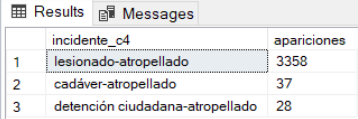 Results Messages
incidente_c4 apariciones
1 lesionado-atropellado 3358
2 cadáver-atropellado 37
3 detención ciudadana-atropellado 28